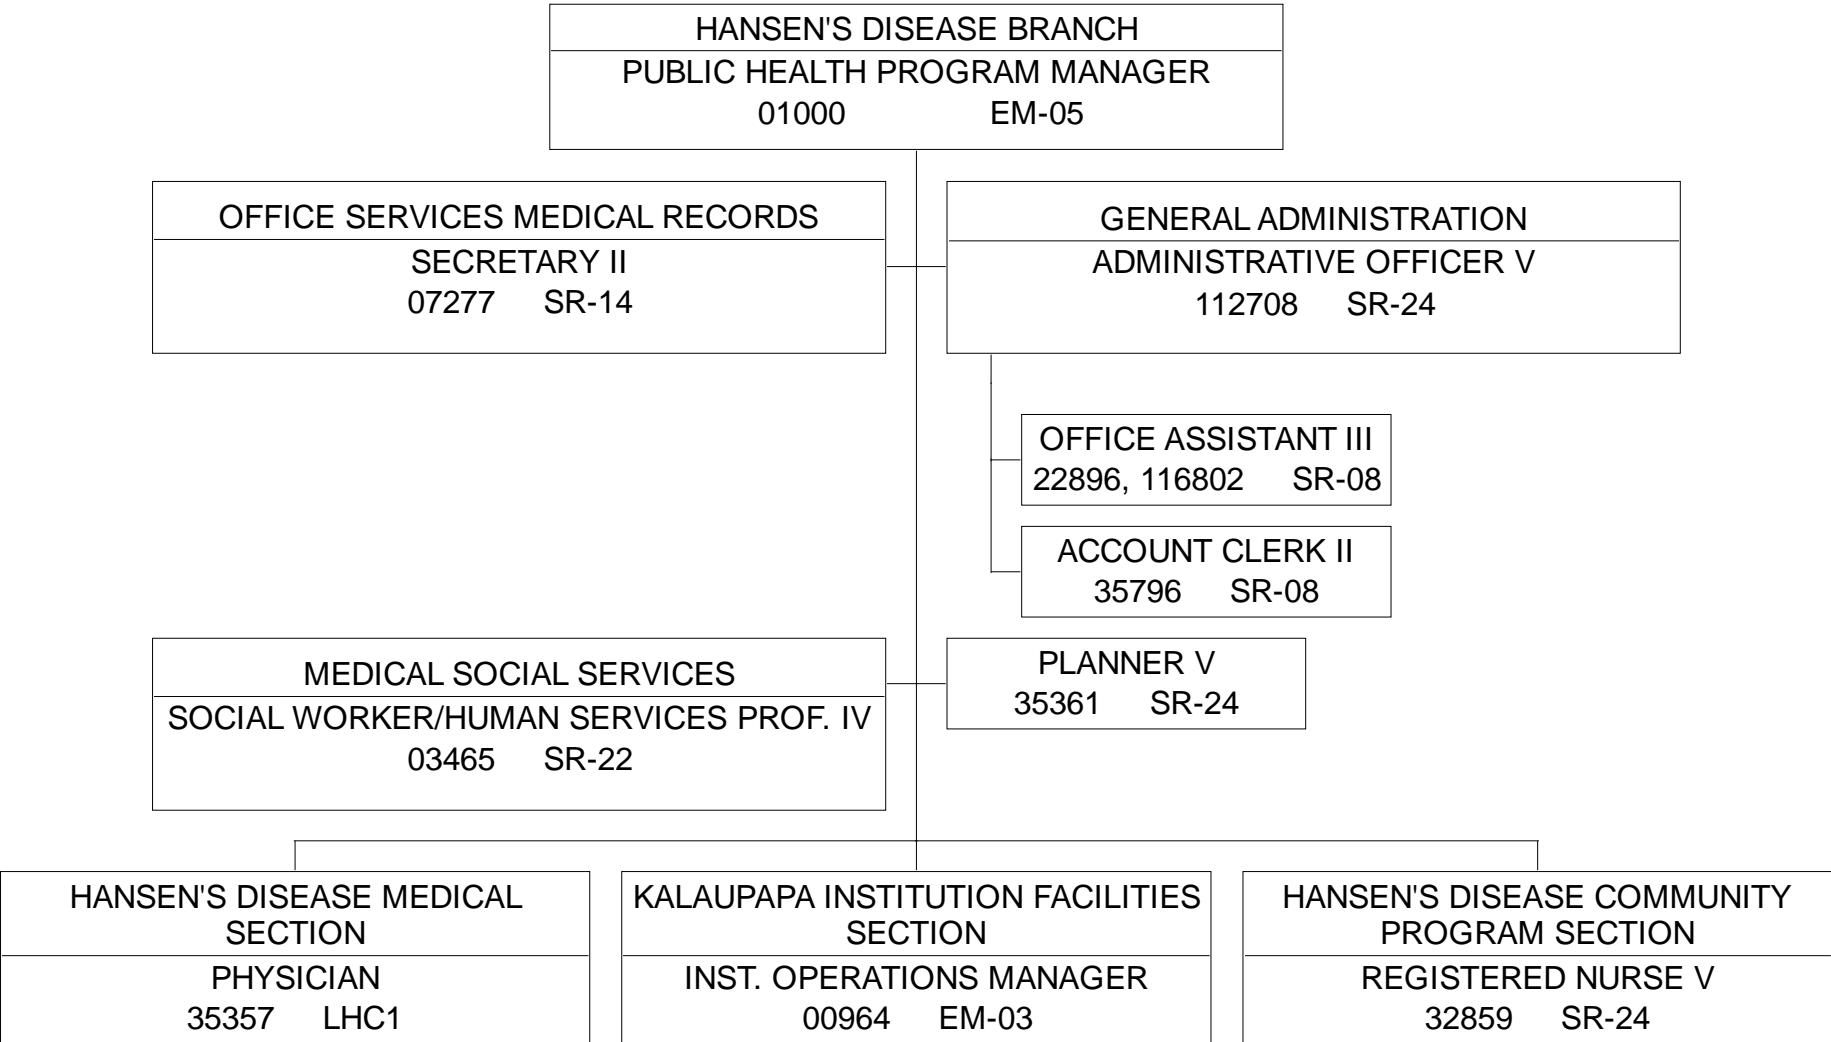 HANSEN'S DISEASE BRANCH
PUBLIC HEALTH PROGRAM MANAGER
01000 EM-05
OFFICE SERVICES MEDICAL RECORDS
SECRETARY II
07277 SR-14
GENERAL ADMINISTRATION
ADMINISTRATIVE OFFICER V
112708 SR-24
OFFICE ASSISTANT III
22896, 116802 SR-08
ACCOUNT CLERK II
35796 SR-08
MEDICAL SOCIAL SERVICES
SOCIAL WORKER/HUMAN SERVICES PROF. IV
03465 SR-22
PLANNER V
35361 SR-24
HANSEN'S DISEASE MEDICAL
SECTION
PHYSICIAN
35357 LHC1
KALAUPAPA INSTITUTION FACILITIES
SECTION
INST. OPERATIONS MANAGER
00964 EM-03
HANSEN'S DISEASE COMMUNITY
PROGRAM SECTION
REGISTERED NURSE V
32859 SR-24